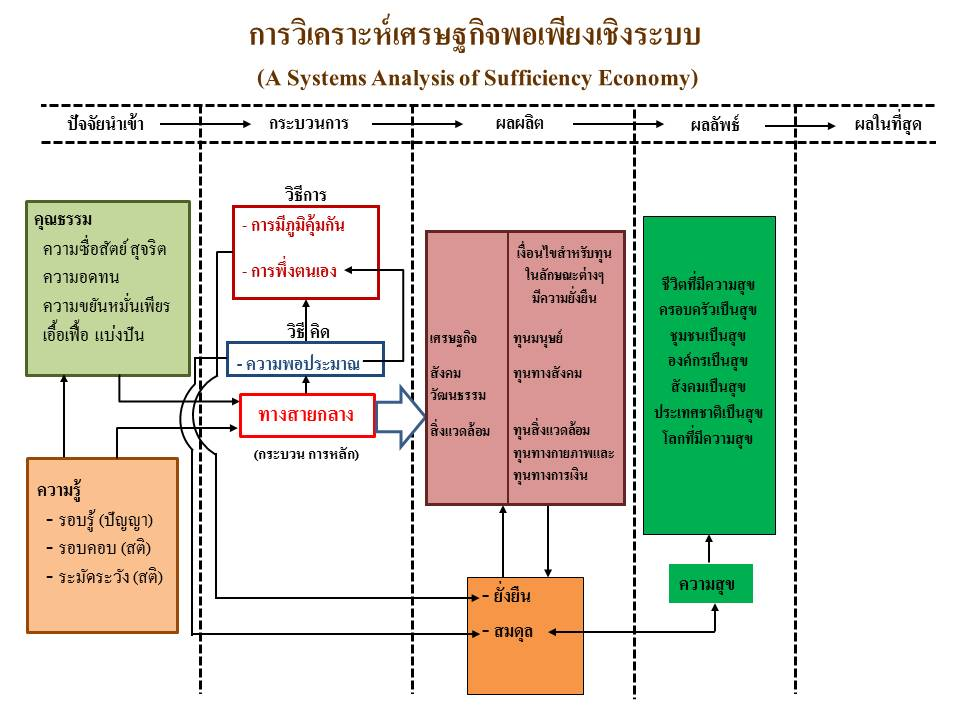 การวิเคราะห์เศรษฐกิจพอเพียงเชิงระบบ
(A Systems Analysis of Sufficiency Economy)
ปัจจัยนำเข้า
กระบวนการ
ผลผลิต
ผลลัพธ์
ผลในที่สุด
คุณธรรม
ความซื่อสัตย์ สุจริต
ความอดทน
ความขยันหมั่นเพียร
เอื้อเฟื้อ แบ่งปัน
ความรู้
- รอบรู้ (ปัญญา)
- รอบคอบ (สติ)
- ระมัดระวัง (สติ)
วิธีการ
- การมีภูมิคุ้มกัน
- การพึ่งตนเอง
วิธี คิด
- ความพอประมาณ
ทางสายกลาง
(กระบวน การหลัก)
เศรษฐกิจ
สังคม
วัฒนธรรม
สิ่งแวดล้อม
เงื่อนไขสำหรับทุน
ในลักษณะต่างๆ
มีความยั่งยืน
ทุนมนุษย์
ทุนทางสังคม
ทุนสิ่งแวดล้อม
ทุนทางกายภาพและ
ทุนทางการเงิน
- ยั่งยืน
- สมดุล
ชีวิตที่มีความสุข
ครอบครัวเป็นสุข
ชุมชนเป็นสุข
องค์กรเป็นสุข
สังคมเป็นสุข
ประเทศชาติเป็นสุข
โลกที่มีความสุข
ความสุข